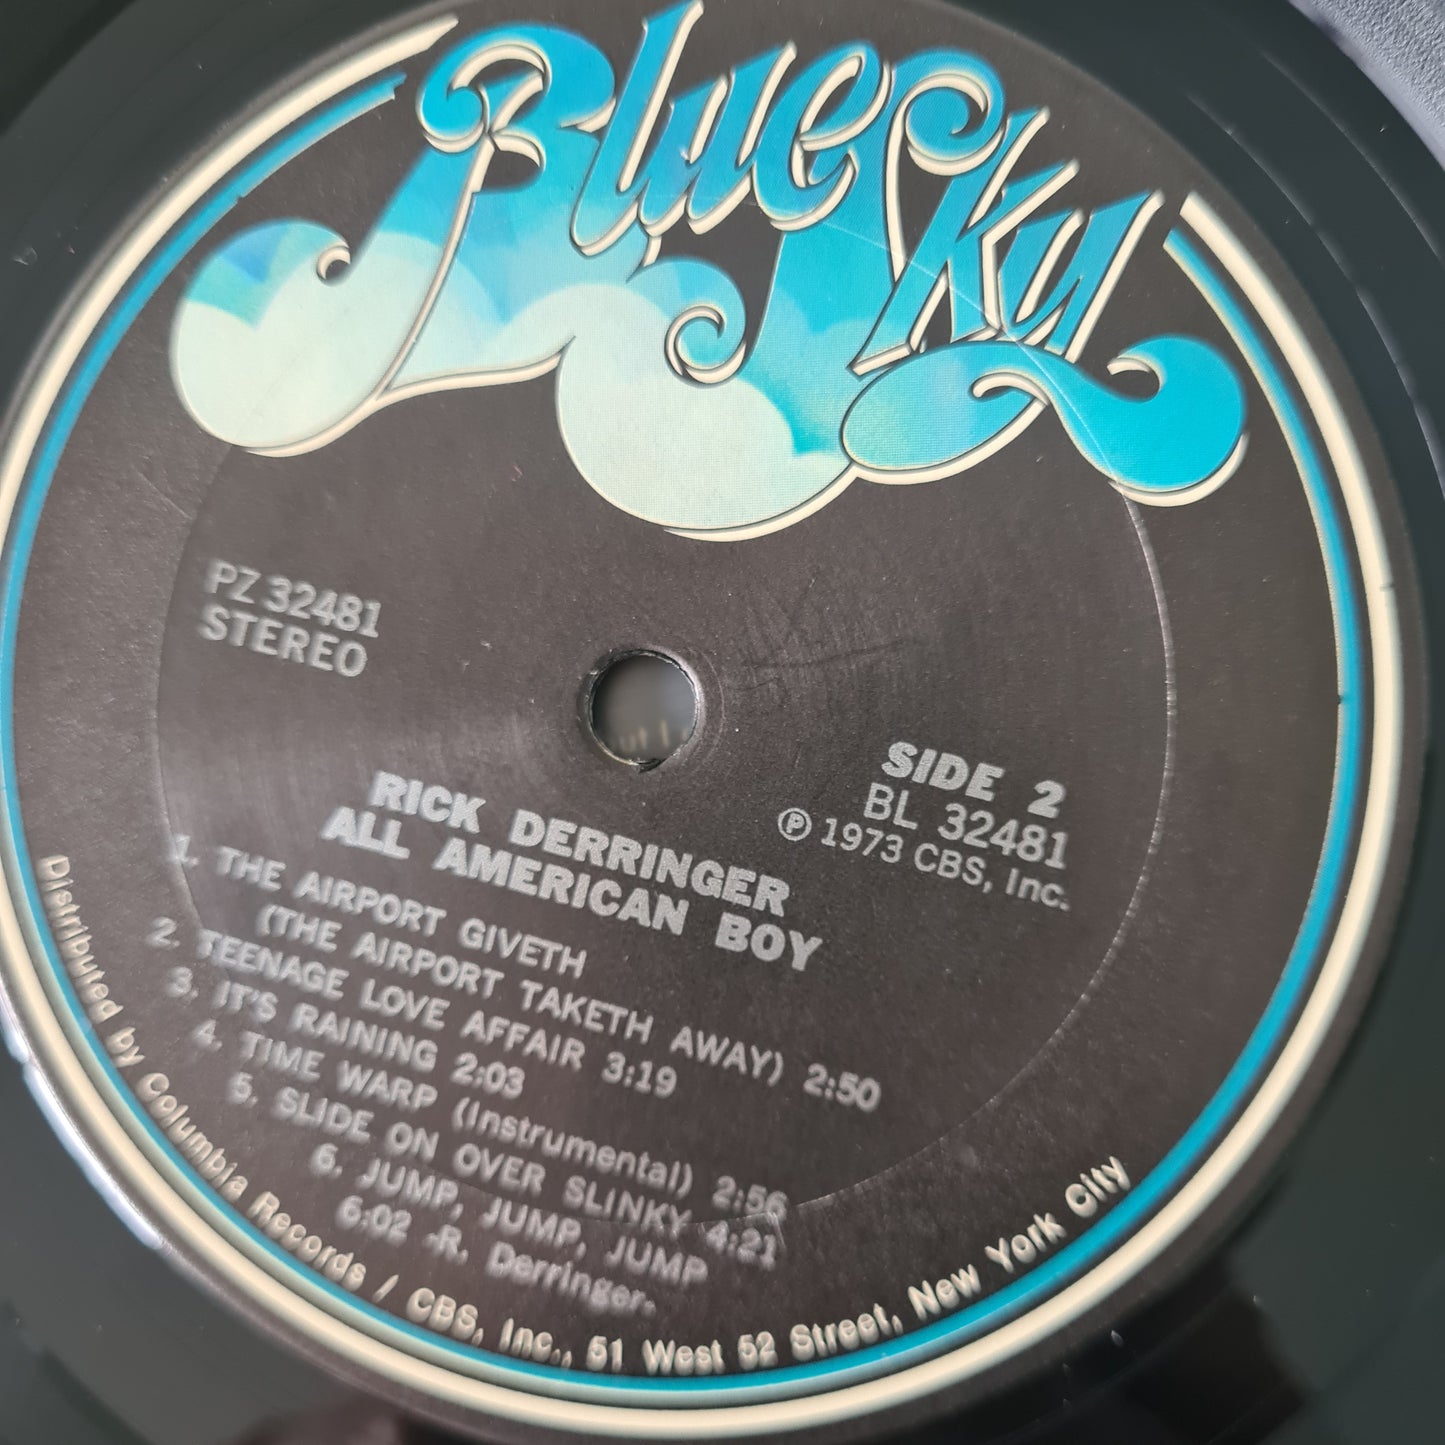 Blue Sky
PZ 32481
STEREO
SIDE 2
BL 32481
Ⓟ 1973 CBS, Inc.
RICK DERRINGER
ALL AMERICAN BOY
1. THE AIRPORT GIVETH
(THE AIRPORT TAKETH AWAY) 2:50
2. TEENAGE LOVE AFFAIR 3:19
3. IT'S RAINING 2:03
4. TIME WARP (Instrumental) 2:56
5. SLIDE ON OVER SLINKY 4:21
6. JUMP, JUMP, JUMP
6:02 -R. Derringer.
Distributed by Columbia Records / CBS, Inc., 51 West 52 Street, New York City